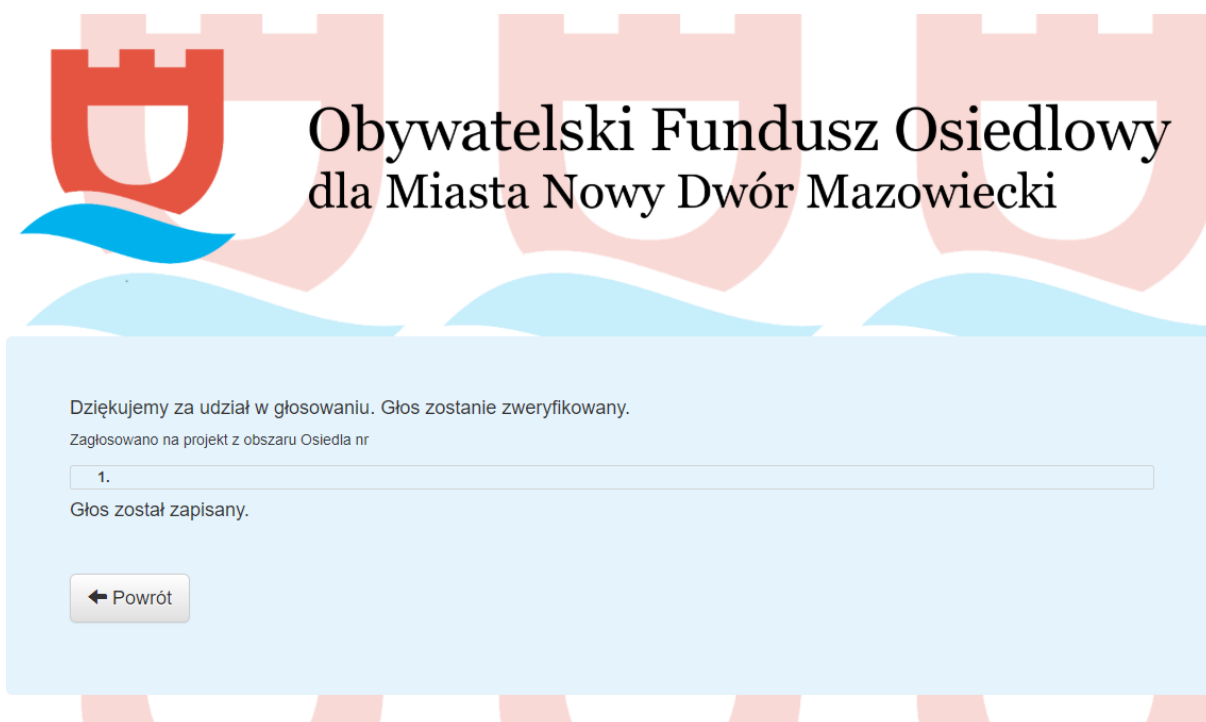 Obywatelski Fundusz Osiedlowy
dla Miasta Nowy Dwór Mazowiecki
Dziękujemy za udział w głosowaniu. Głos zostanie zweryfikowany.
Zagłosowano na projekt z obszaru Osiedla nr
1.
Głos został zapisany.
Powrót